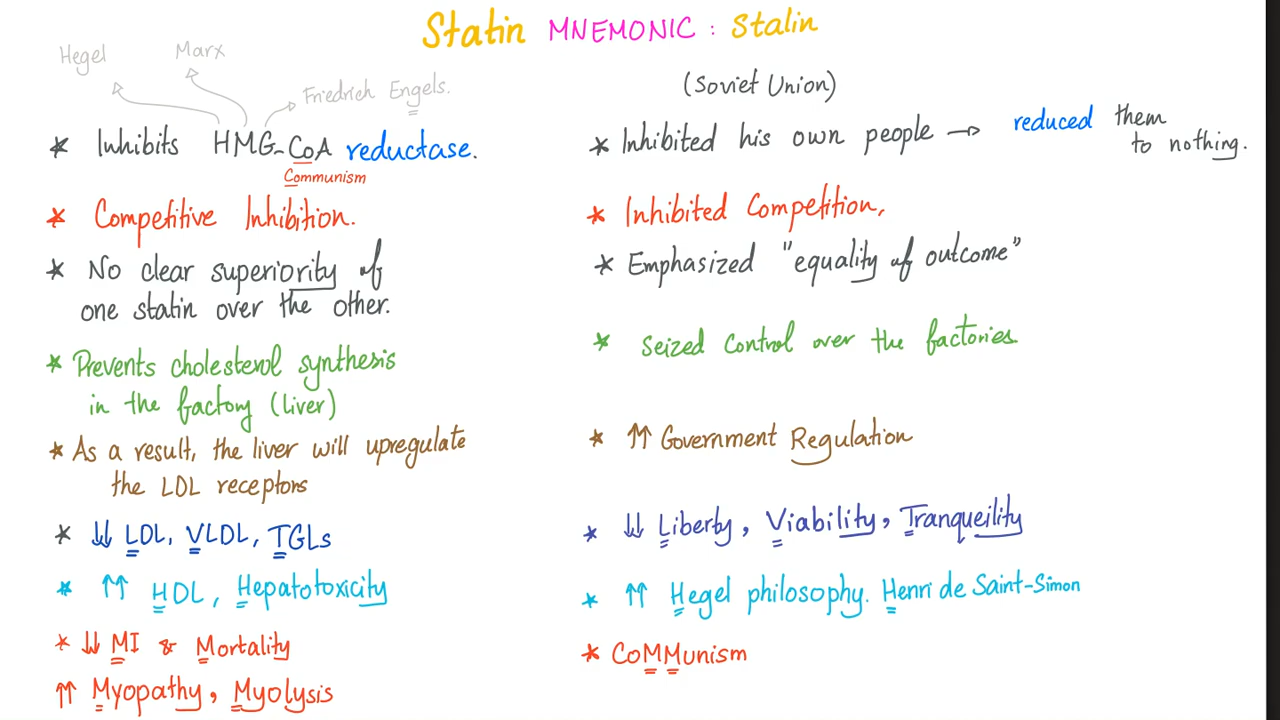 Statin MNEMONIC : Stalin
Hegel
Marx
Friedrich Engels.
* Inhibits HMG-CoA reductase.
Communism
* Competitive Inhibition.
* No clear superiority of
one statin over the other.
* Prevents cholesterol synthesis
in the factory (liver)
* As a result, the liver will upregulate
the LDL receptors
* ↓↓ LDL, VLDL, TGLs
* ↑↑ HDL, Hepatotoxicity
* ↓↓ MI & Mortality
↑↑ Myopathy, Myolysis
(Soviet Union)
* Inhibited his own people → reduced them
to nothing.
* Inhibited Competition,
* Emphasized "equality of outcome"
* Seized Control over the factories.
* ↑↑ Government Regulation
* ↓↓ Liberty, Viability, Tranqueility
* ↑↑ Hegel philosophy. Henri de Saint-Simon
* CoMMunism